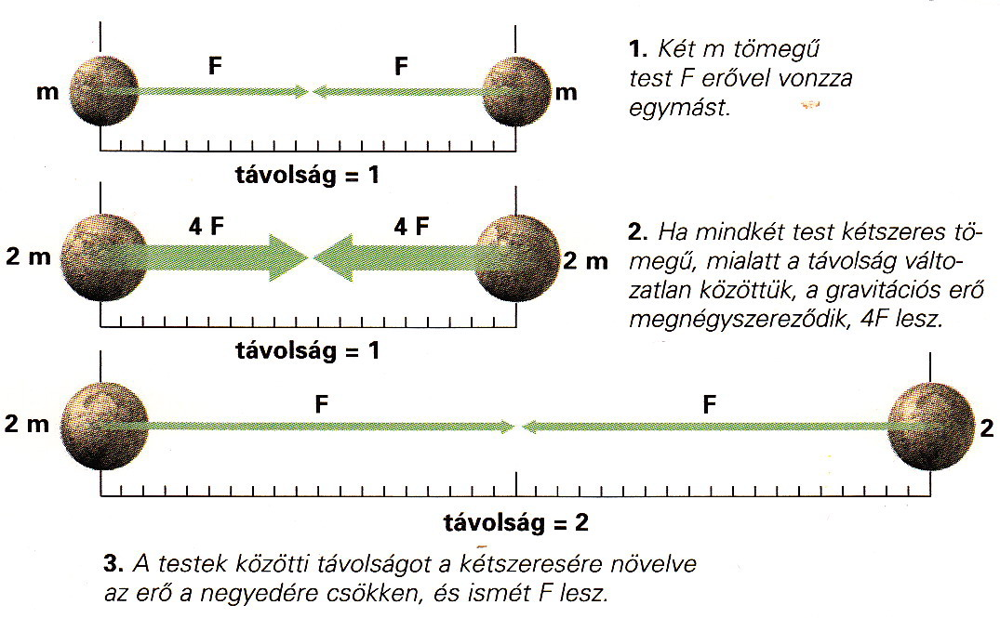 F
F
m
m
távolság = 1
1. Két m tömegű
test F erővel vonzza
egymást.
4 F
4 F
2 m
2 m
távolság = 1
2. Ha mindkét test kétszeres tö-
megű, mialatt a távolság válto-
zatlan közöttük, a gravitációs erő
megnégyszereződik, 4F lesz.
F
F
2 m
2
távolság = 2
3. A testek közötti távolságot a kétszeresére növelve
az erő a negyedére csökken, és ismét F lesz.